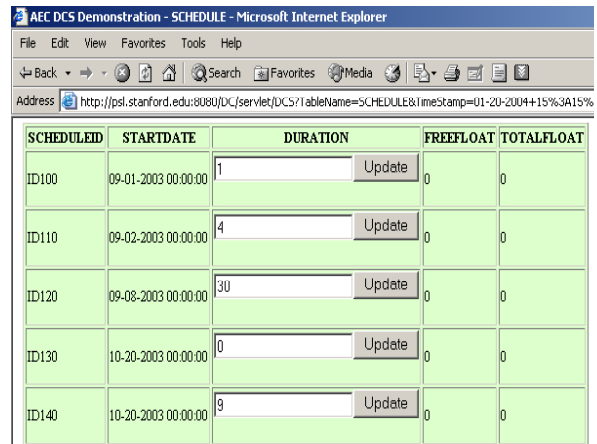 AEC DCS Demonstration - SCHEDULE - Microsoft Internet Explorer
File Edit View Favorites Tools Help
Back Search Favorites Media
Address http://psl.stanford.edu:8080/DC/servlet/DCS?TableName=SCHEDULE&TimeStamp=01-20-2004+15%3A15%
SCHEDULEID STARTDATE DURATION FREEFLOAT TOTALFLOAT
ID100 09-01-2003 00:00:00 1 Update 0 0
ID110 09-02-2003 00:00:00 4 Update 0 0
ID120 09-08-2003 00:00:00 30 Update 0 0
ID130 10-20-2003 00:00:00 0 Update 0 0
ID140 10-20-2003 00:00:00 9 Update 0 0